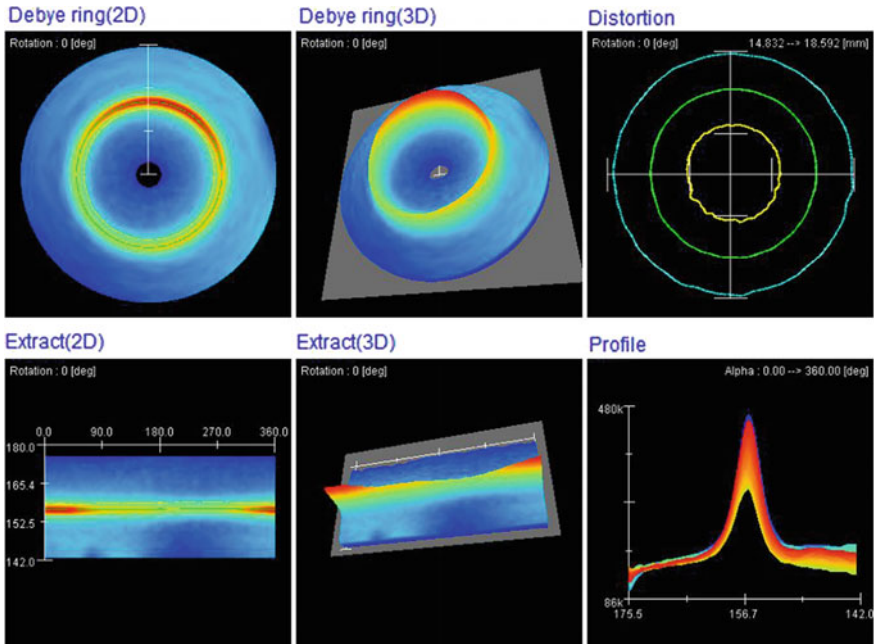 Debye ring(2D)
Debye ring(3D)
Distortion
Rotation : 0 [deg]
Rotation : 0 [deg]
Rotation : 0 [deg] 14.832 --> 18.592 [mm]
Extract(2D)
Extract(3D)
Profile
Rotation : 0 [deg]
Rotation : 0 [deg]
Alpha : 0.00 --> 360.00 [deg]
0.0 90.0 180.0 270.0 360.0
180.0
165.4
152.5
142.0
480k
86k
175.5 156.7 142.0